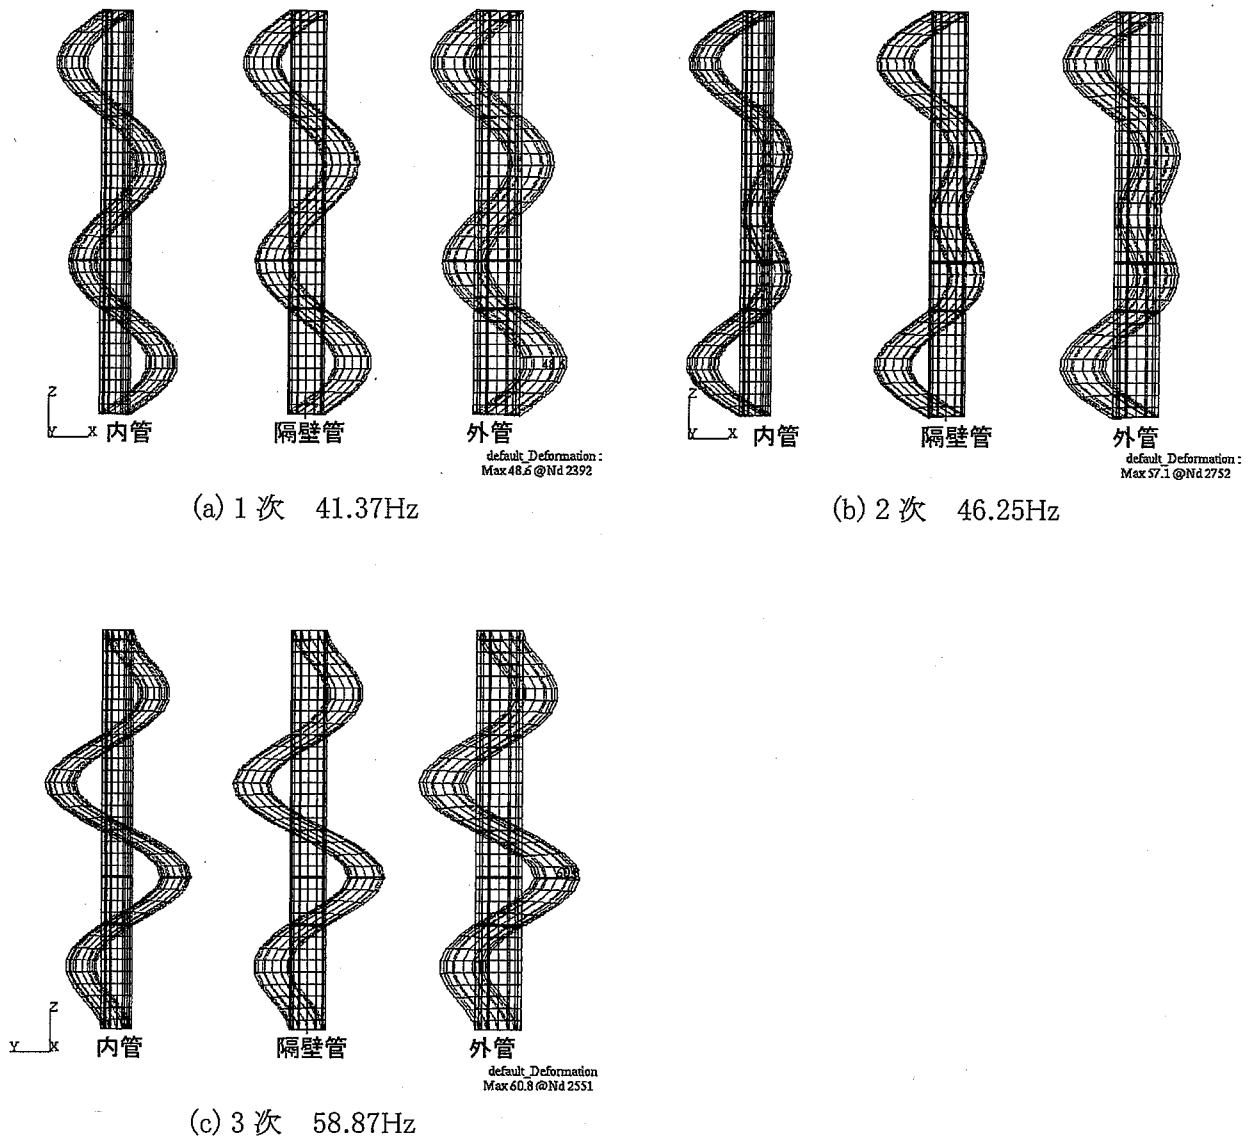 Z
Y X 内管 隔壁管 外管
48.6
default_Deformation :
Max 48.6 @Nd 2392
(a) 1 次 41.37Hz
Z
Y X 内管 隔壁管 外管
default_Deformation :
Max 57.1 @Nd 2752
(b) 2 次 46.25Hz
Z
Y X 内管 隔壁管 外管
default_Deformation
Max 60.8 @Nd 2551
(c) 3 次 58.87Hz